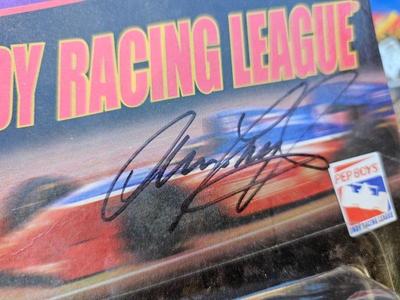 DY RACING LEAGUE
PEP BOYS
INDY RACING LEAGUE